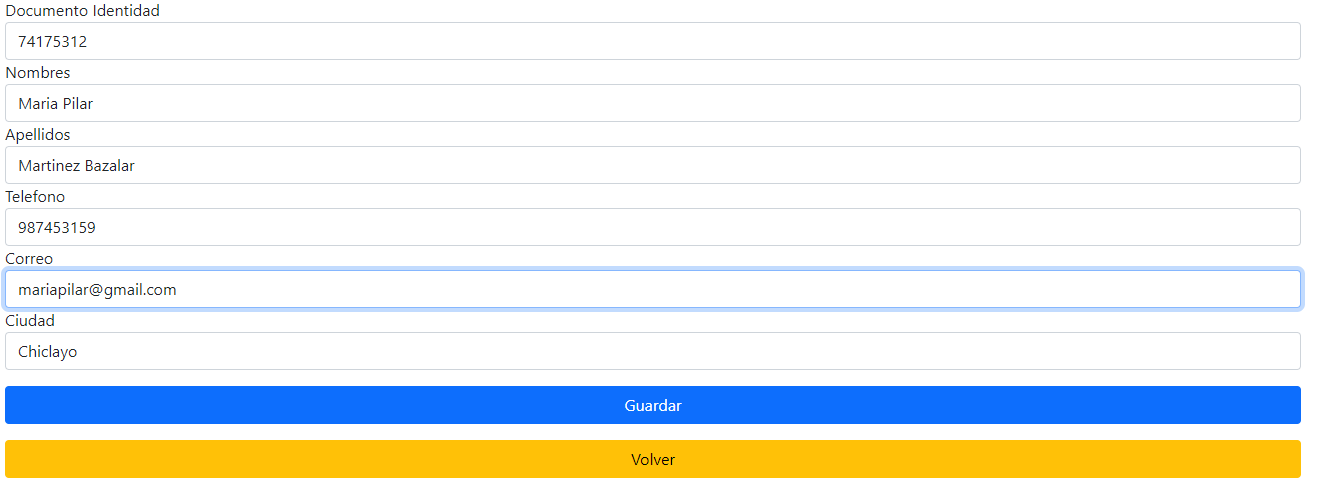 Documento Identidad
74175312
Nombres
Maria Pilar
Apellidos
Martinez Bazalar
Telefono
987453159
Correo
mariapilar@gmail.com
Ciudad
Chiclayo
Guardar
Volver